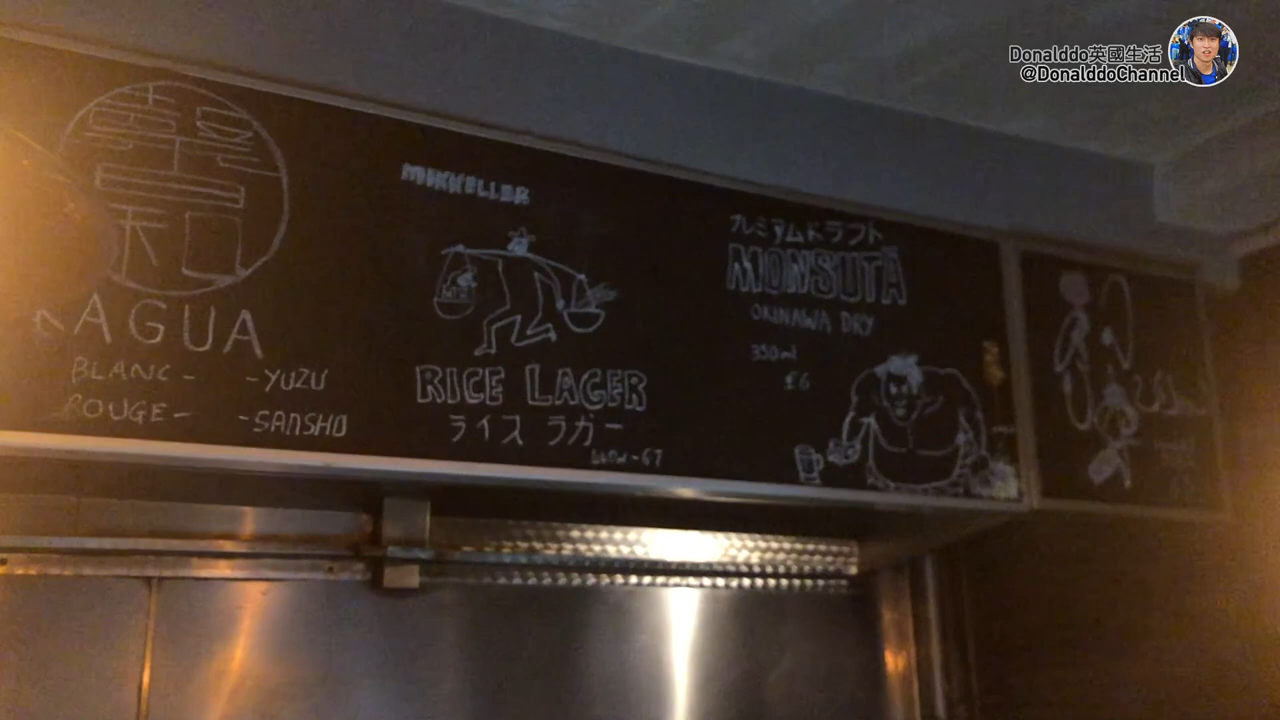 Donalddo英國生活
@DonalddoChannel
AGUA
BLANC- -YUZU
ROUGE- -SANSHO
MIKKELLER
RICE LAGER
ライス ラガー
プレミアムドラフト
MONSUTĀ
OKINAWA DRY
350ml
£6